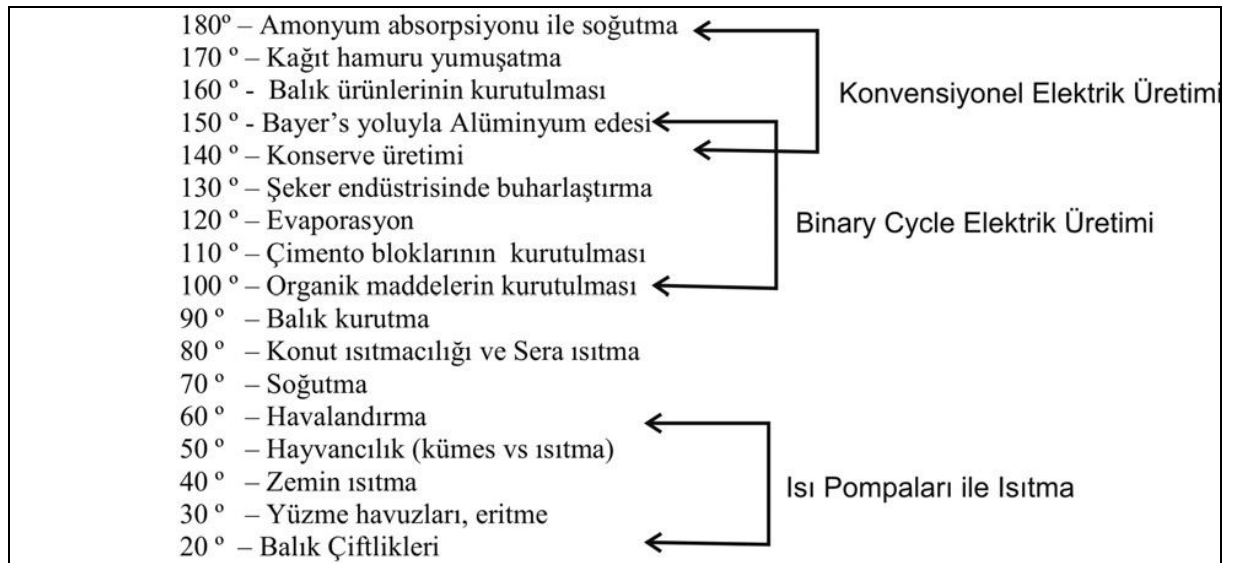 180º – Amonyum absorpsiyonu ile soğutma
170 º – Kağıt hamuru yumuşatma
160 º - Balık ürünlerinin kurutulması
Konvensiyonel Elektrik Üretimi
150 º - Bayer’s yoluyla Alüminyum edesi
140 º – Konserve üretimi
130 º – Şeker endüstrisinde buharlaştırma
120 º – Evaporasyon
Binary Cycle Elektrik Üretimi
110 º – Çimento bloklarının kurutulması
100 º – Organik maddelerin kurutulması
90 º – Balık kurutma
80 º – Konut ısıtmacılığı ve Sera ısıtma
70 º – Soğutma
60 º – Havalandırma
50 º – Hayvancılık (kümes vs ısıtma)
40 º – Zemin ısıtma
Isı Pompaları ile Isıtma
30 º – Yüzme havuzları, eritme
20 º – Balık Çiftlikleri